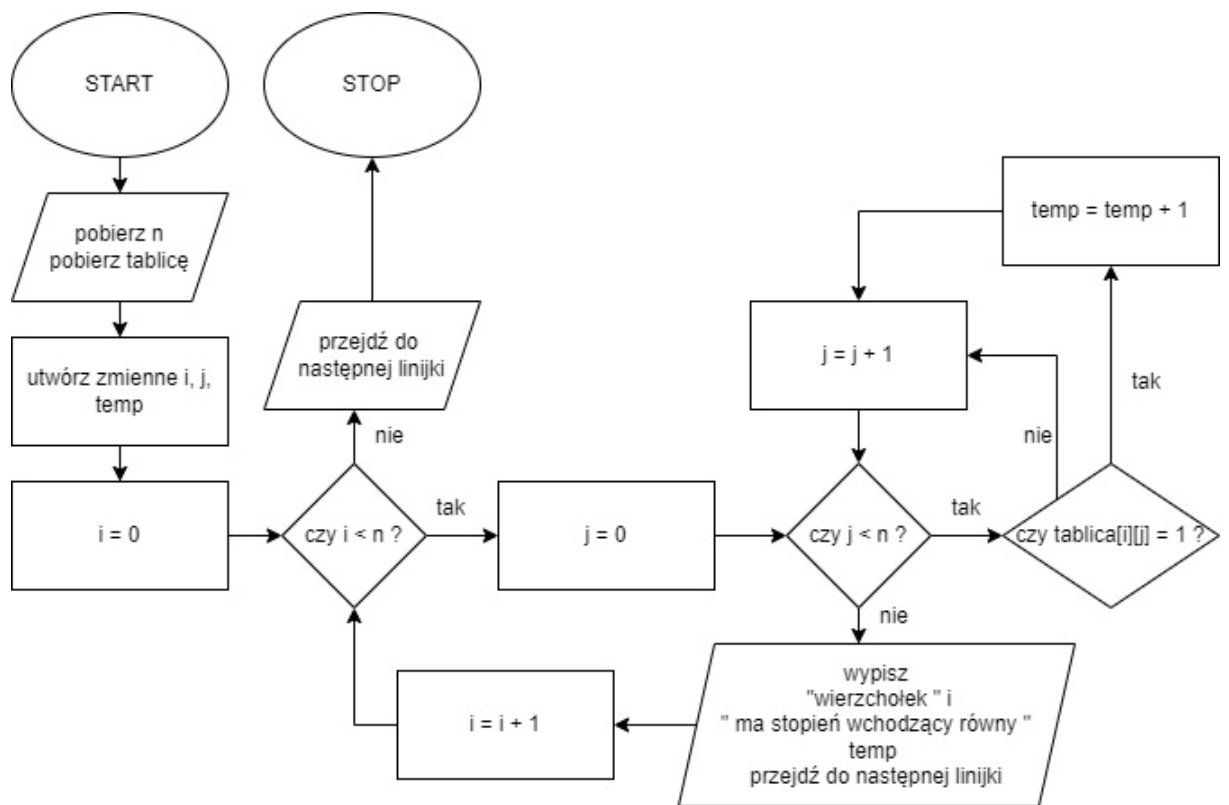 START
pobierz n
pobierz tablicę
utwórz zmienne i, j,
temp
i = 0
czy i < n ?
nie
przejdź do
następnej linijki
STOP
tak
j = 0
czy j < n ?
tak
czy tablica[i][j] = 1 ?
tak
temp = temp + 1
nie
j = j + 1
nie
wypisz
"wierzchołek " i
" ma stopień wchodzący równy "
temp
przejdź do następnej linijki
i = i + 1